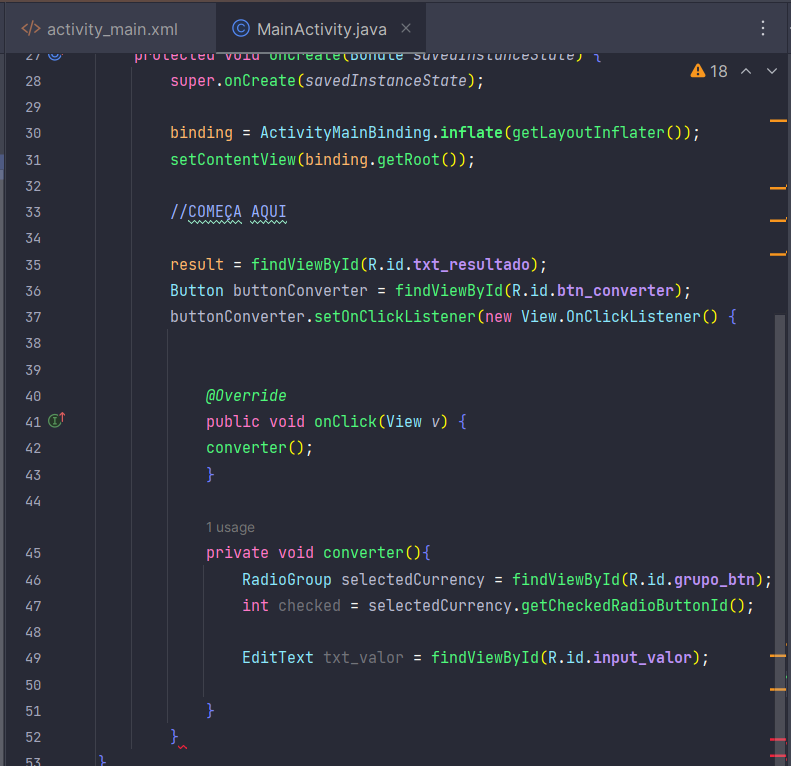 activity_main.xml
MainActivity.java
18
27 protected void onCreate(Bundle savedInstanceState) {
28 super.onCreate(savedInstanceState);
29
30 binding = ActivityMainBinding.inflate(getLayoutInflater());
31 setContentView(binding.getRoot());
32
33 //COMEÇA AQUI
34
35 result = findViewById(R.id.txt_resultado);
36 Button buttonConverter = findViewById(R.id.btn_converter);
37 buttonConverter.setOnClickListener(new View.OnClickListener() {
38
39
40 @Override
41 public void onClick(View v) {
42 converter();
43 }
44
1 usage
45 private void converter(){
46 RadioGroup selectedCurrency = findViewById(R.id.grupo_btn);
47 int checked = selectedCurrency.getCheckedRadioButtonId();
48
49 EditText txt_valor = findViewById(R.id.input_valor);
50
51 }
52 }
53 }